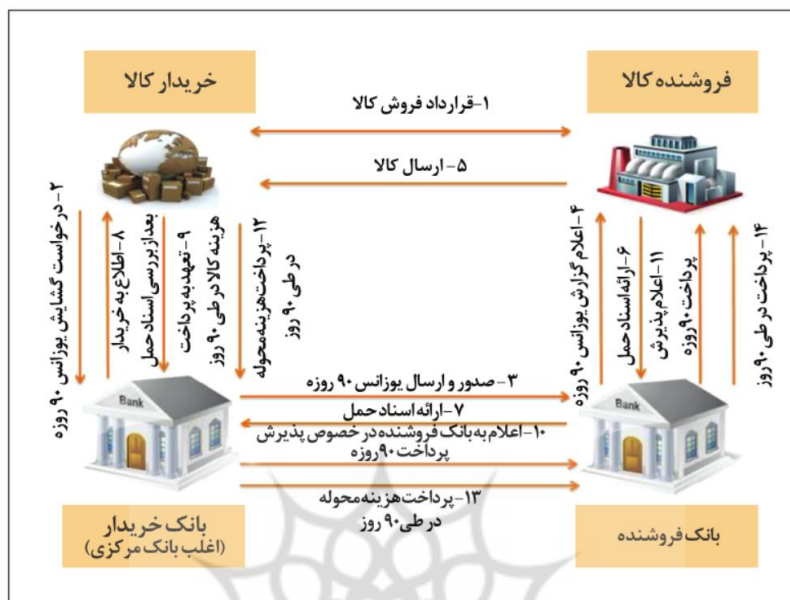 خریدار کالا
فروشنده کالا
۱- قرارداد فروش کالا
۵- ارسال کالا
۲- درخواست گشایش یوزانس ۹۰ روزه
۸- اطلاع به خریدار
بعد از بررسی اسناد حمل
۹- تعهد به پرداخت
هزینه کالا در طی ۹۰ روز
۱۲- پرداخت هزینه محوله
در طی ۹۰ روز
۴- اعلام گزارش یوزانس ۹۰ روزه
۶- ارائه اسناد حمل
۱۱- اعلام پذیرش
پرداخت ۹۰ روزه
۱۴- پرداخت در طی ۹۰ روز
۳- صدور و ارسال یوزانس ۹۰ روزه
۷- ارائه اسناد حمل
۱۰- اعلام به بانک فروشنده در خصوص پذیرش
پرداخت ۹۰ روزه
۱۳- پرداخت هزینه محوله
در طی ۹۰ روز
Bank
Bank
بانک خریدار
(اغلب بانک مرکزی)
بانک فروشنده